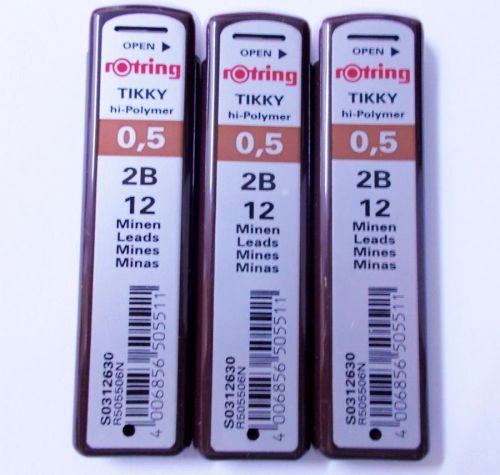 OPEN ▶
rotring
TIKKY
hi-Polymer
0,5
2B
12
Minen
Leads
Mines
Minas
S0312630
R505506N
4 006856 505511
OPEN ▶
rotring
TIKKY
hi-Polymer
0,5
2B
12
Minen
Leads
Mines
Minas
S0312630
R505506N
4 006856 505511
OPEN ▶
rotring
TIKKY
hi-Polymer
0,5
2B
12
Minen
Leads
Mines
Minas
S0312630
R505506N
4 006856 505511